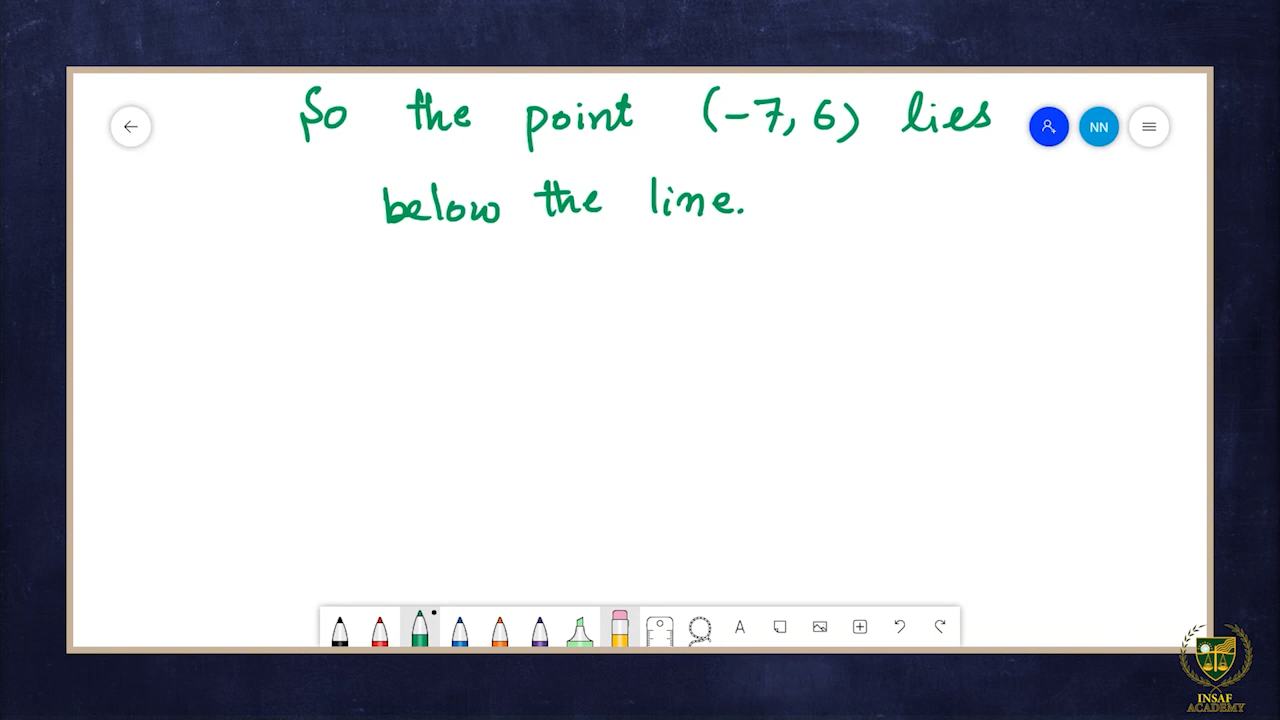 So the point (-7, 6) lies
NN
below the line.
A
INSAF
ACADEMY